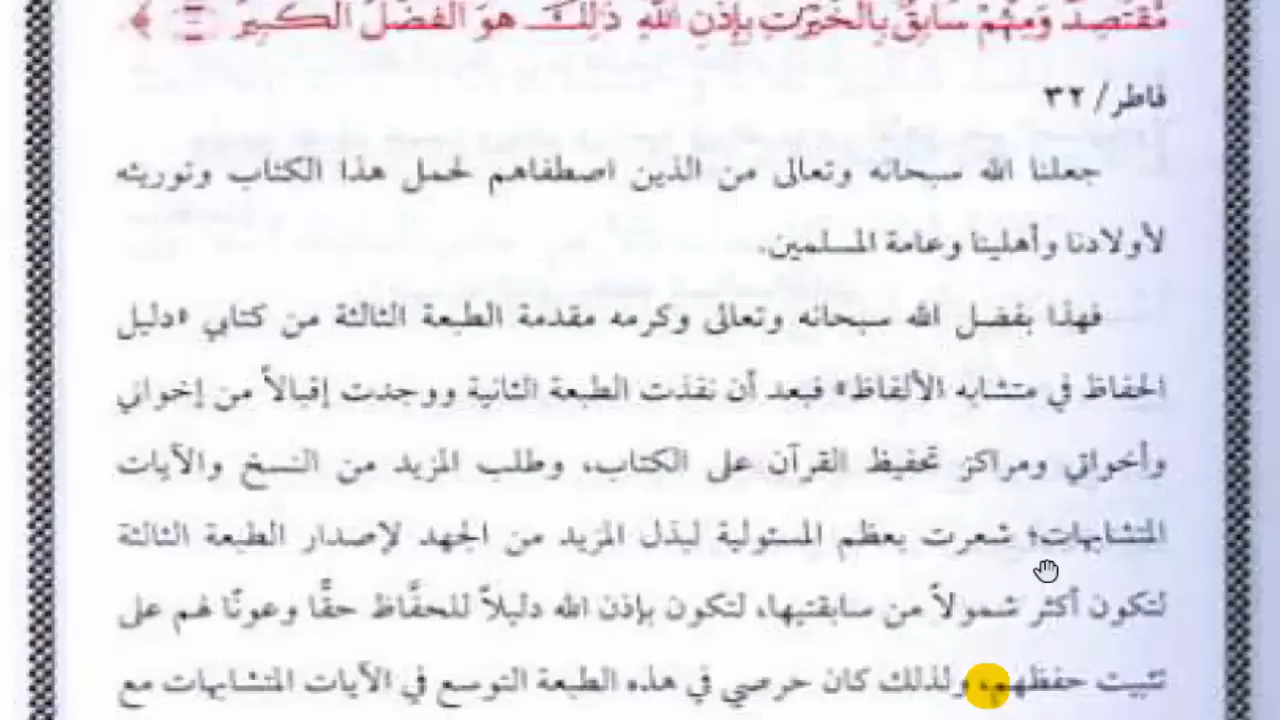 مُّقْتَصِدٌ وَمِنْهُمْ سَابِقٌ بِالْخَيْرَاتِ بِإِذْنِ اللَّهِ ذَٰلِكَ هُوَ الْفَضْلُ الْكَبِيرُ ﴾
فاطر/ ٣٢
جعلنا الله سبحانه وتعالى من الذين اصطفاهم لحمل هذا الكتاب وتوريثه
لأولادنا وأهلينا وعامة المسلمين.
فهذا بفضل الله سبحانه وتعالى وكرمه مقدمة الطبعة الثالثة من كتابي «دليل
الحفاظ في متشابه الألفاظ» فبعد أن نفذت الطبعة الثانية ووجدت إقبالاً من إخواني
وأخواتي ومراكز تحفيظ القرآن على الكتاب، وطلب المزيد من النسخ والآيات
المتشابهات؛ شعرت بعظم المسئولية لبذل المزيد من الجهد لإصدار الطبعة الثالثة
لتكون أكثر شمولاً من سابقتيها، لتكون بإذن الله دليلاً للحفَّاظ حقًّا وعونًا لهم على
تثبيت حفظهم، ولذلك كان حرصي في هذه الطبعة التوسع في الآيات المتشابهات مع